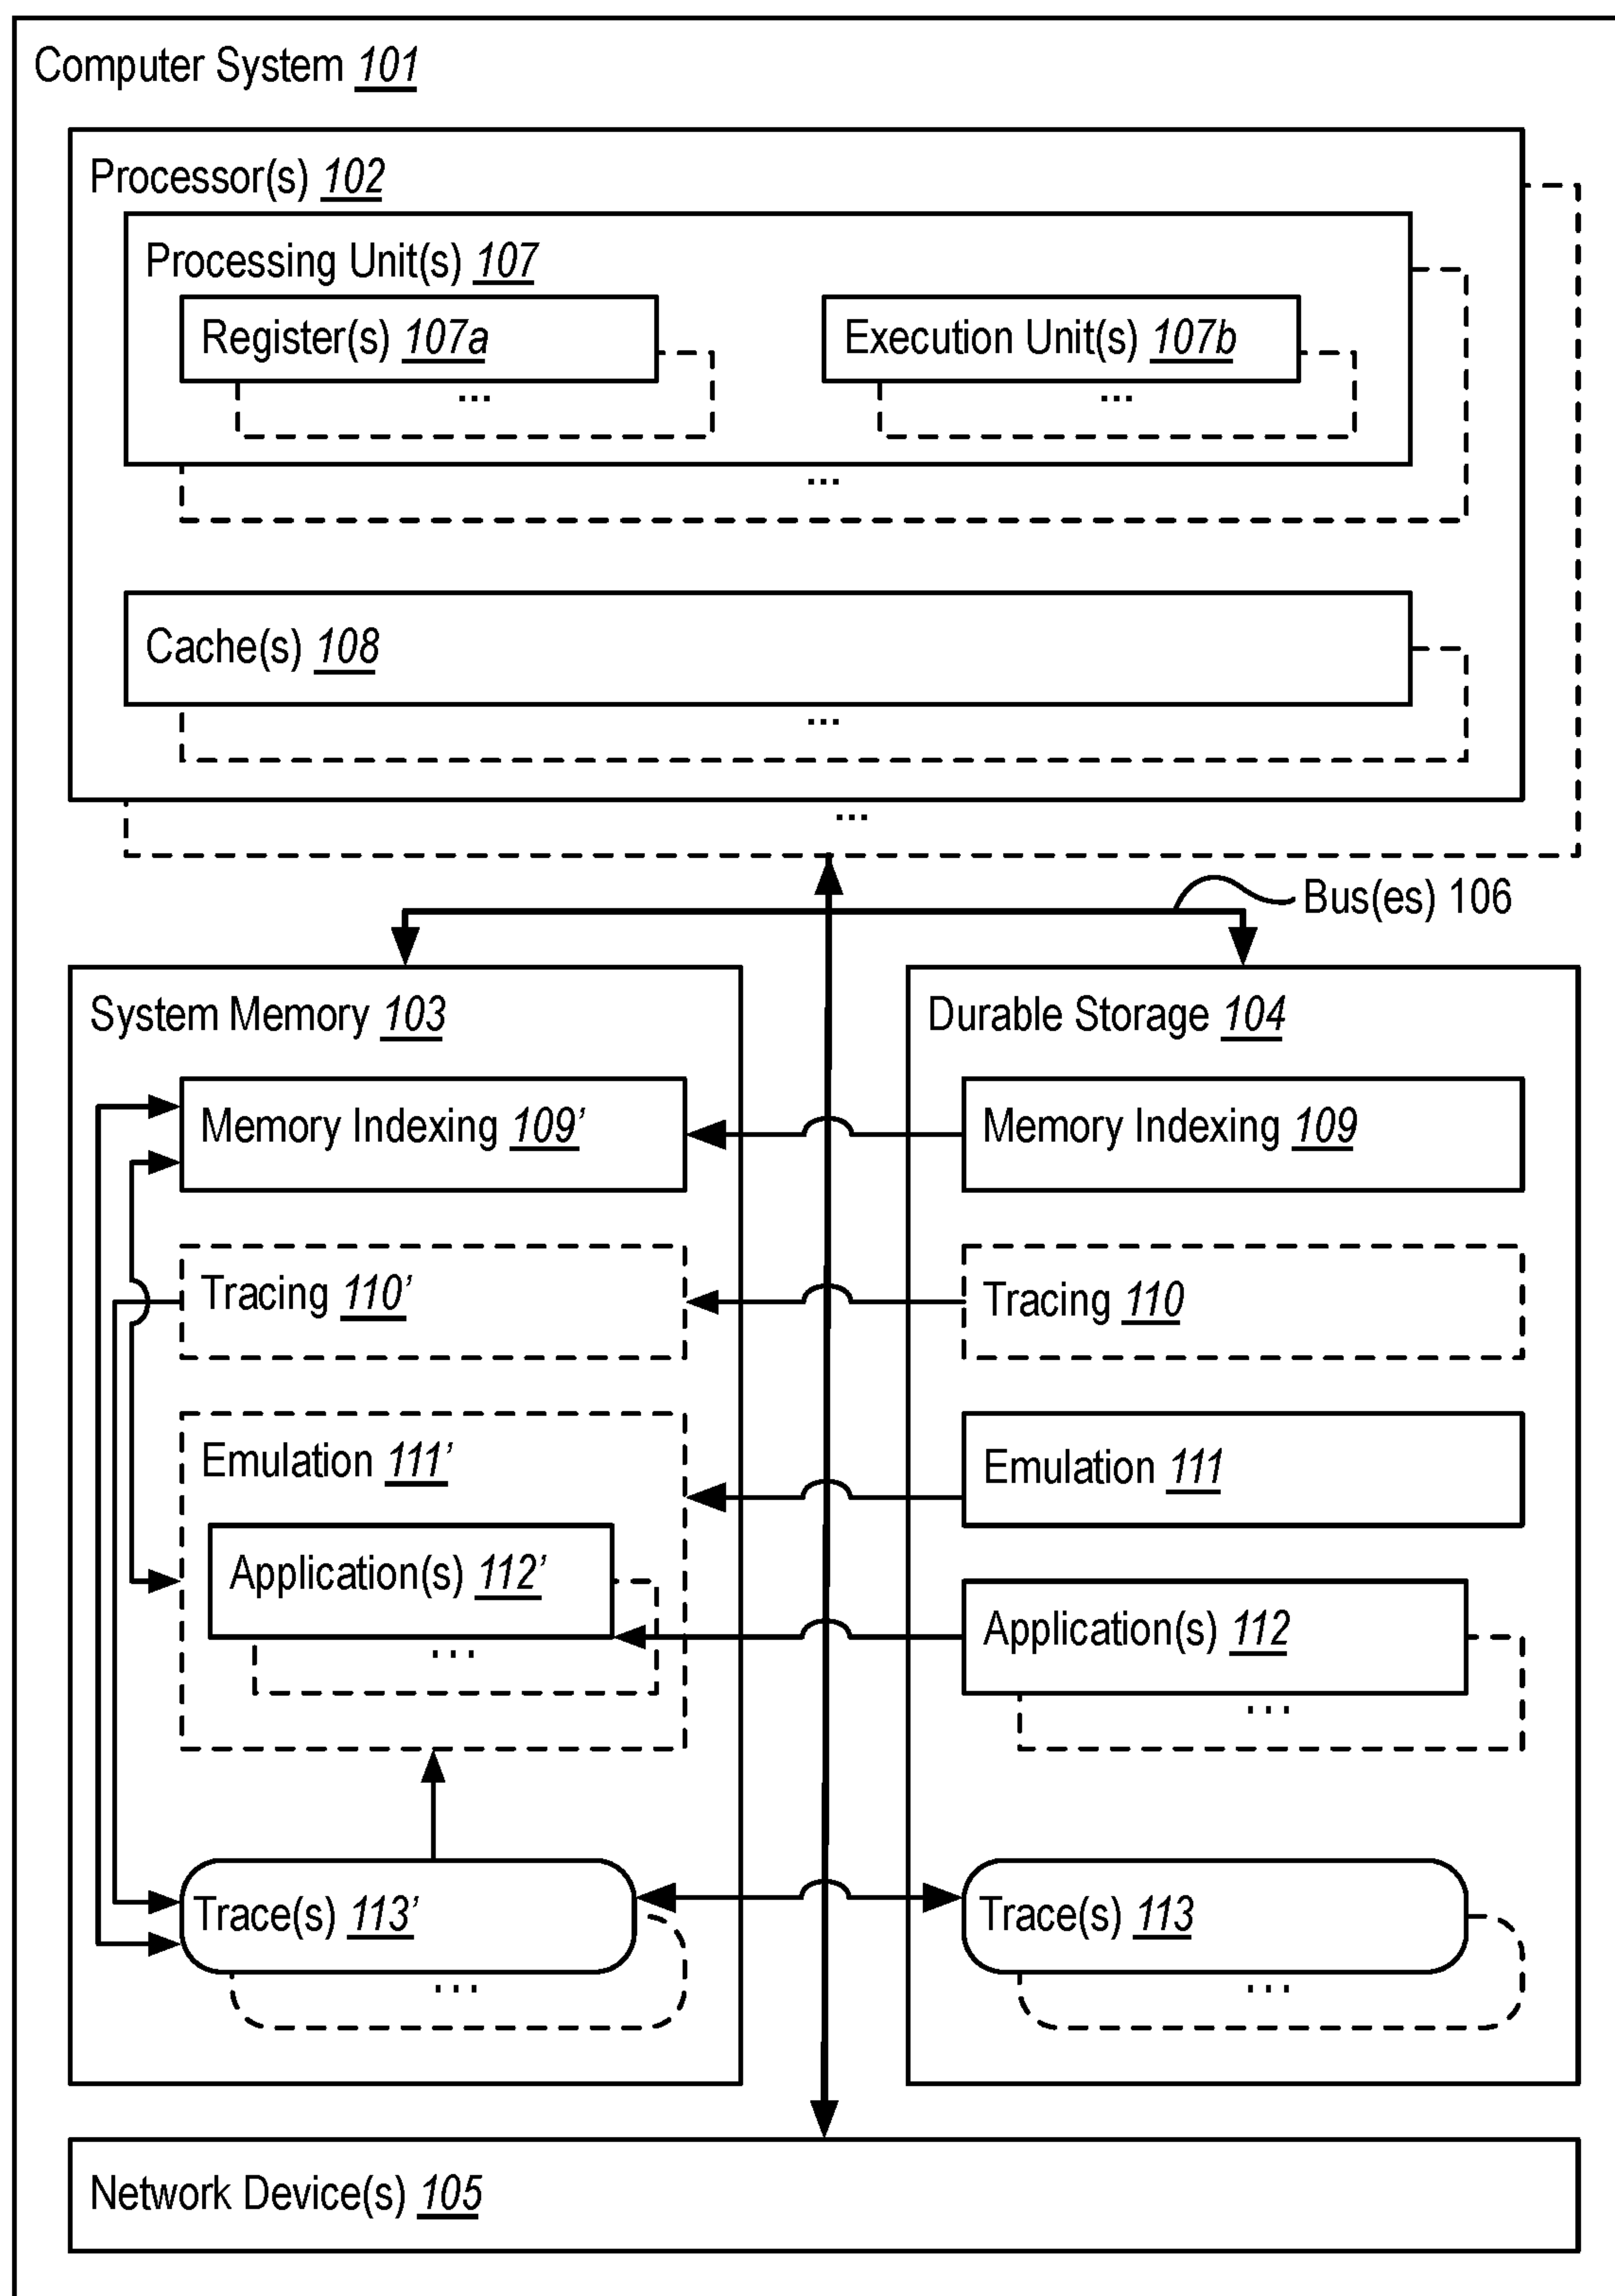 Computer System 101
Processor(s) 102
Processing Unit(s) 107
Register(s) 107a
Execution Unit(s) 107b
...
...
...
Cache(s) 108
...
...
Bus(es) 106
System Memory 103
Durable Storage 104
Memory Indexing 109’
Memory Indexing 109
Tracing 110’
Tracing 110
Emulation 111’
Emulation 111
Application(s) 112’
Application(s) 112
...
...
Trace(s) 113’
Trace(s) 113
...
...
Network Device(s) 105